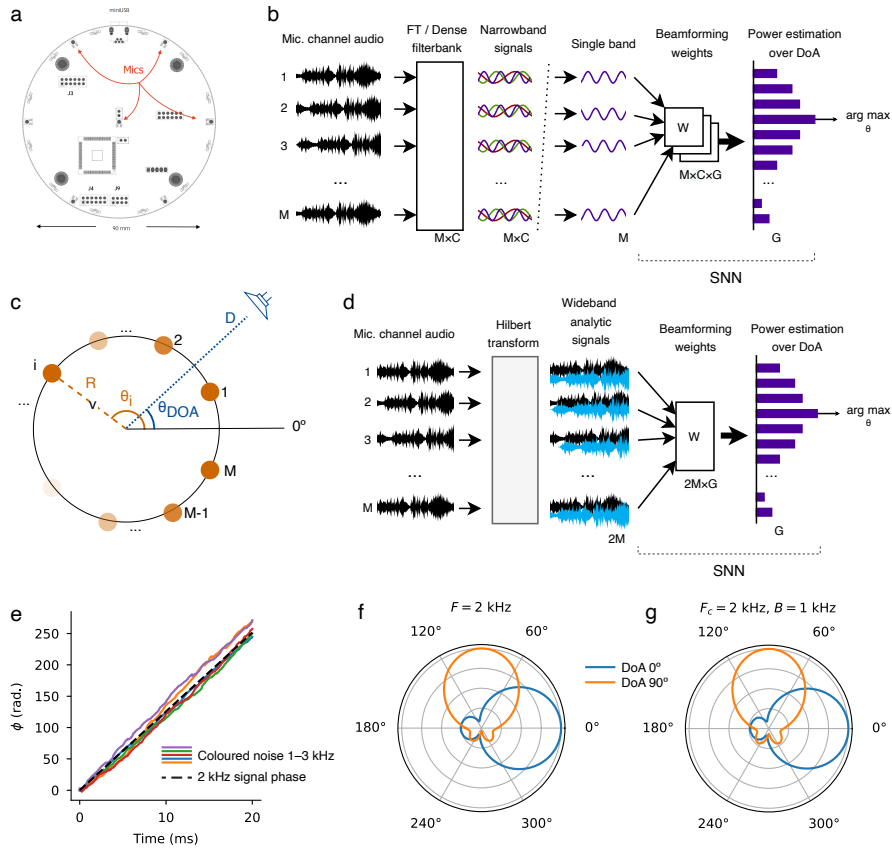 a
miniUSB
Mics
J3
J4
J9
90 mm
b
Mic. channel audio
FT / Dense
filterbank
Narrowband
signals
Single band
Beamforming
weights
Power estimation
over DoA
1
2
3
...
M
M×C
...
M×C
M
W
M×C×G
...
G
arg max
θ
SNN
c
D
...
2
i
R
v
θi
θDOA
1
0º
...
M
M-1
...
d
Mic. channel audio
Hilbert
transform
Wideband
analytic
signals
Beamforming
weights
Power estimation
over DoA
1
2
3
...
M
...
2M
W
2M×G
...
G
arg max
θ
SNN
e
ϕ (rad.)
250
200
150
100
50
0
Coloured noise 1–3 kHz
2 kHz signal phase
0
10
20
Time (ms)
f
F = 2 kHz
120°
60°
180°
0°
240°
300°
DoA 0º
DoA 90º
g
Fc = 2 kHz, B = 1 kHz
120°
60°
180°
0°
240°
300°